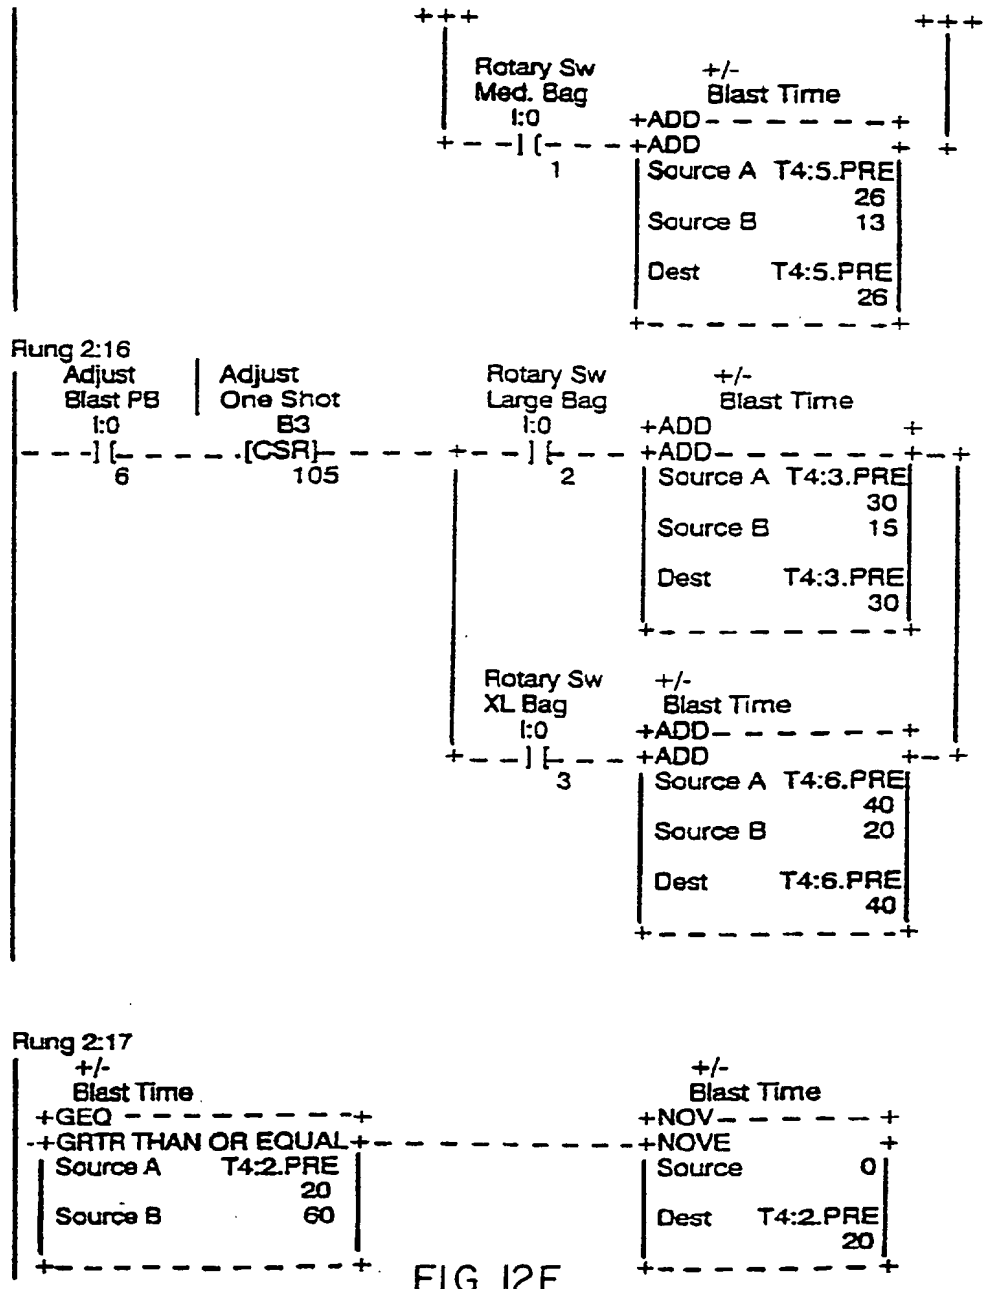 +++ +++
Rotary Sw +/-
Med. Bag Blast Time
I:0 +ADD- - - - - - - +
+ - -] [- - - +ADD + +
1 Source A T4:5.PRE
26
Source B 13
Dest T4:5.PRE
26
+- - - - - - - -+
Rung 2:16
Adjust Adjust Rotary Sw +/-
Blast PB One Shot Large Bag Blast Time
I:0 B3 I:0 +ADD +
- - -] [- - - - .[CSR]- - - - + - -] [- - - +ADD- - - - - - - +-+
6 105 2 Source A T4:3.PRE
30
Source B 15
Dest T4:3.PRE
30
+- - - - - - - -+
Rotary Sw +/-
XL Bag Blast Time
I:0 +ADD- - - - - - - +
+ - -] [- - - +ADD +- +
3 Source A T4:6.PRE
40
Source B 20
Dest T4:6.PRE
40
+- - - - - - - -+
Rung 2:17
+/- +/-
Blast Time Blast Time
+GEQ - - - - - - - -+ +NOV- - - - - - +
-+GRTR THAN OR EQUAL+- - - - - - - - +NOVE +
Source A T4:2.PRE Source 0
20
Source B 60 Dest T4:2.PRE
20
+- - - - - - - - - -+ +- - - - - - - +
FIG. 12F